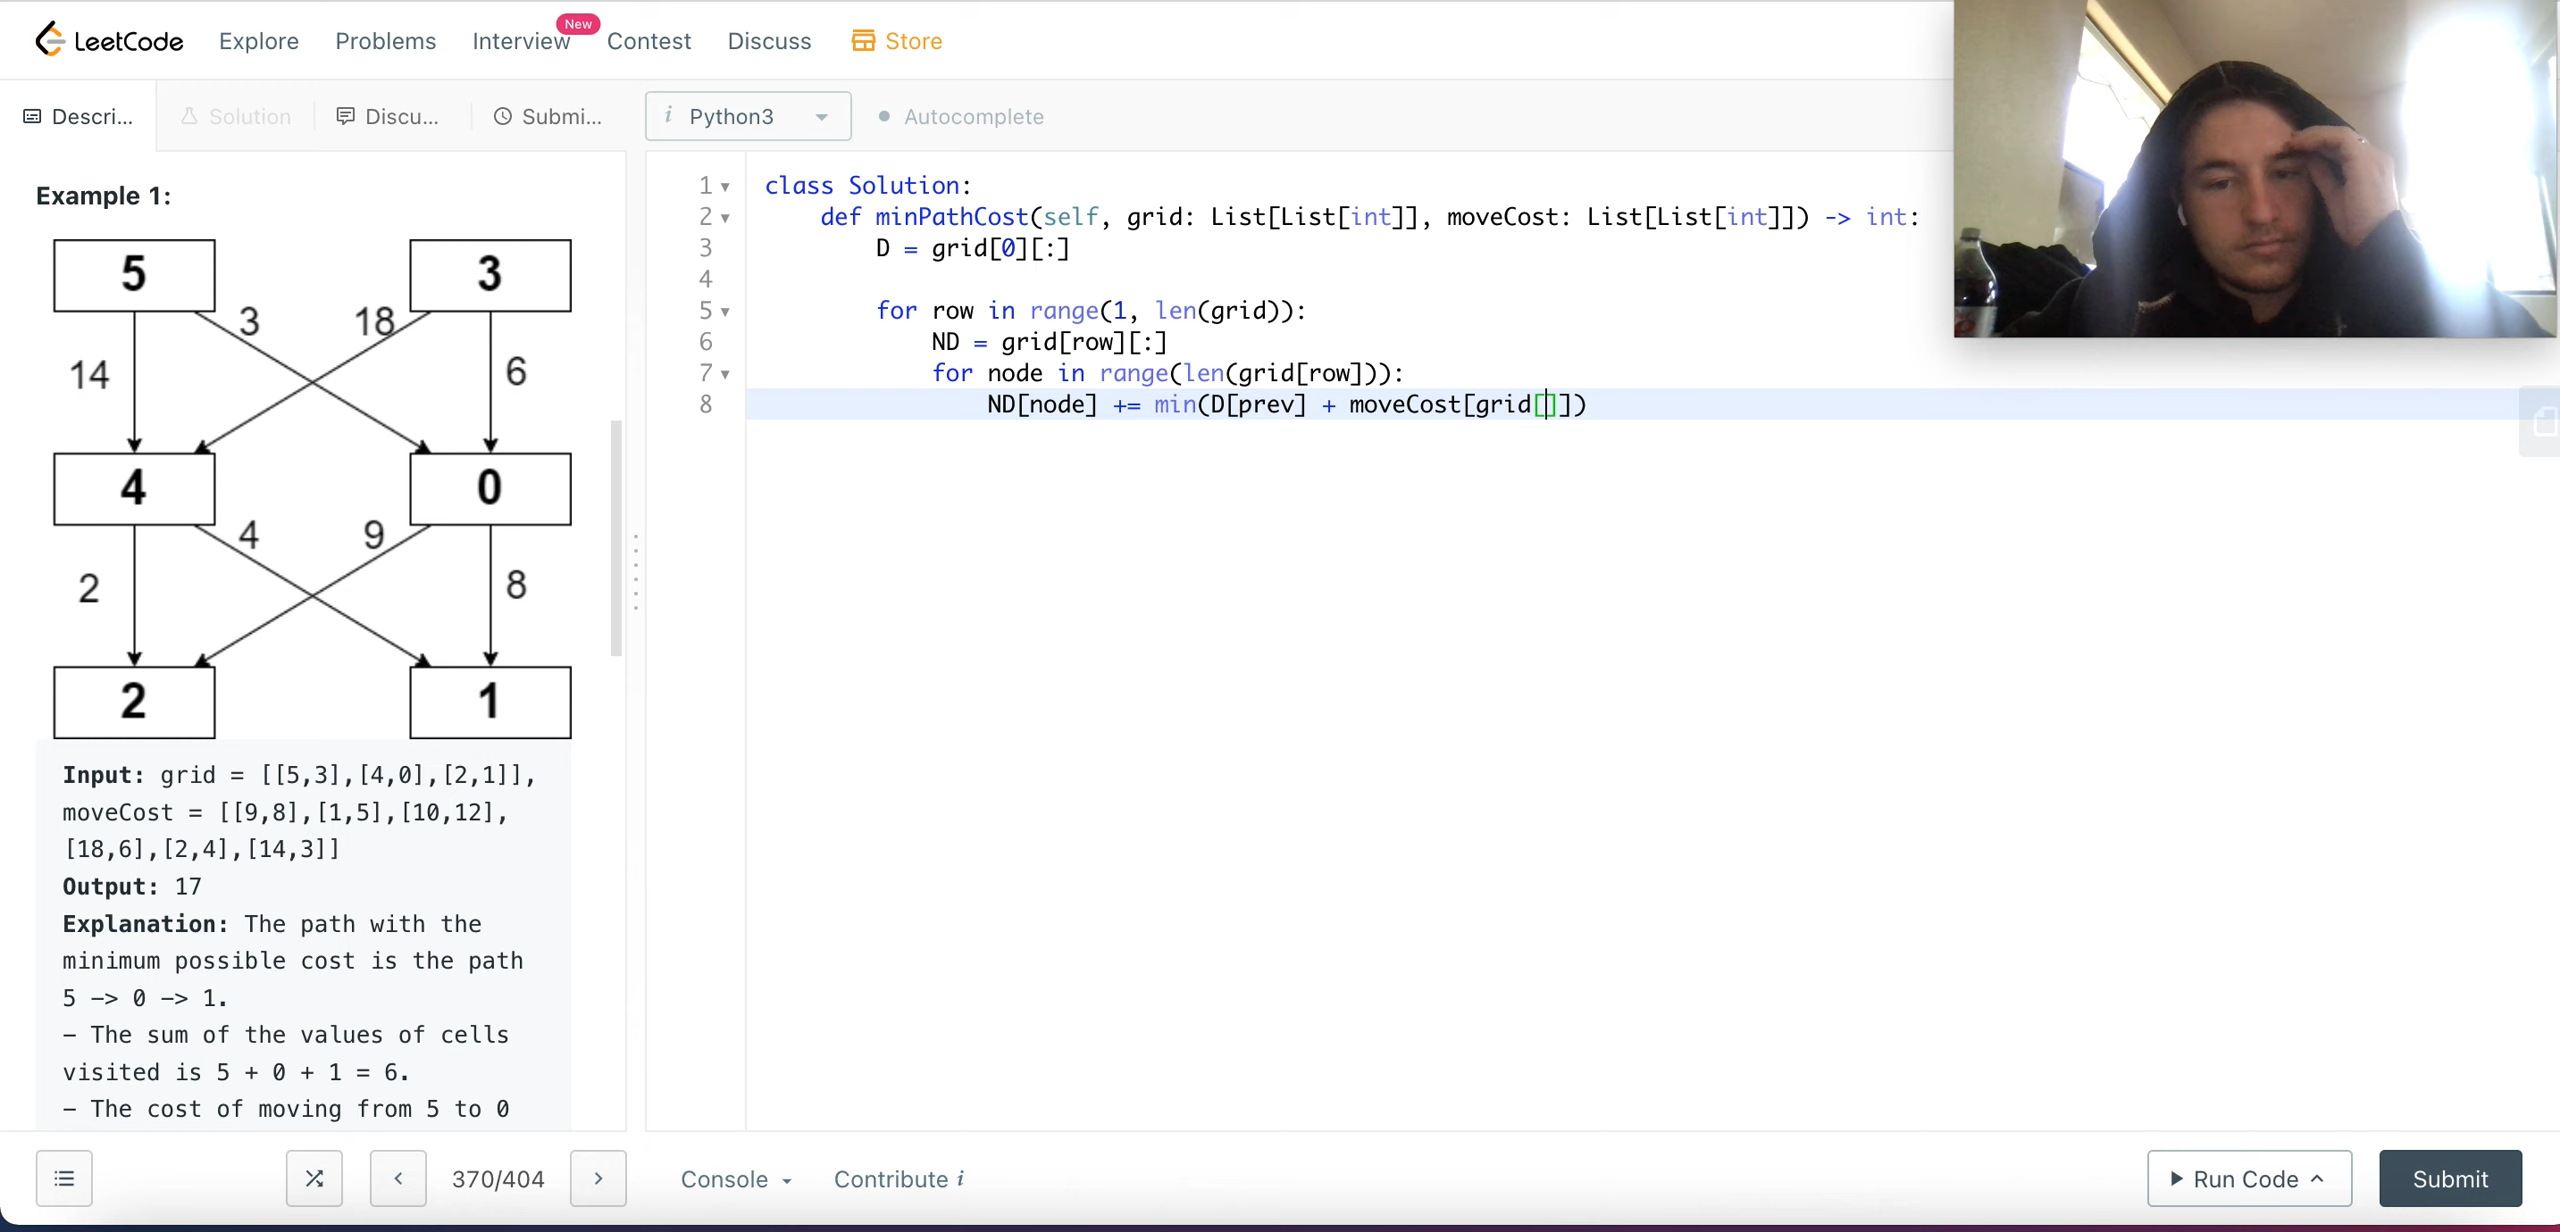 LeetCode Explore Problems Interview New Contest Discuss Store
Descri... Solution Discu... Submi... i Python3 Autocomplete
Example 1:
5 3
3 18
14 6
4 0
4 9
2 8
2 1
Input: grid = [[5,3],[4,0],[2,1]],
moveCost = [[9,8],[1,5],[10,12],
[18,6],[2,4],[14,3]]
Output: 17
Explanation: The path with the
minimum possible cost is the path
5 -> 0 -> 1.
- The sum of the values of cells
visited is 5 + 0 + 1 = 6.
- The cost of moving from 5 to 0
1 class Solution:
2 def minPathCost(self, grid: List[List[int]], moveCost: List[List[int]]) -> int:
3 D = grid[0][:]
4
5 for row in range(1, len(grid)):
6 ND = grid[row][:]
7 for node in range(len(grid[row])):
8 ND[node] += min(D[prev] + moveCost[grid[]])
370/404 Console Contribute i Run Code Submit